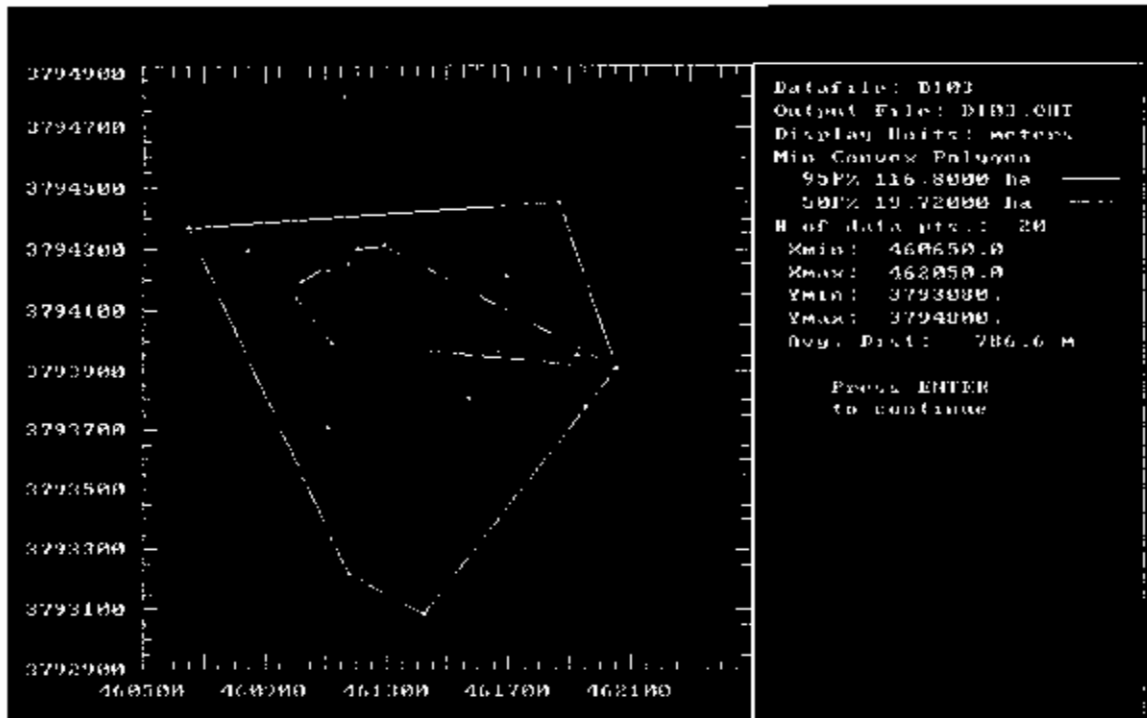 3794900
3794700
3794500
3794300
3794100
3793900
3793700
3793500
3793300
3793100
3792900
460500 460900 461300 461700 462100
Datafile: D103
Output File: D103.OUT
Display Units: meters
Min Convex Polygon
95P% 116.8000 ha
50P% 19.72000 ha
# of data pts.: 20
Xmin: 460650.0
Xmax: 462050.0
Ymin: 3793080.
Ymax: 3794800.
Avg. Dist: 786.6 M
Press ENTER
to continue